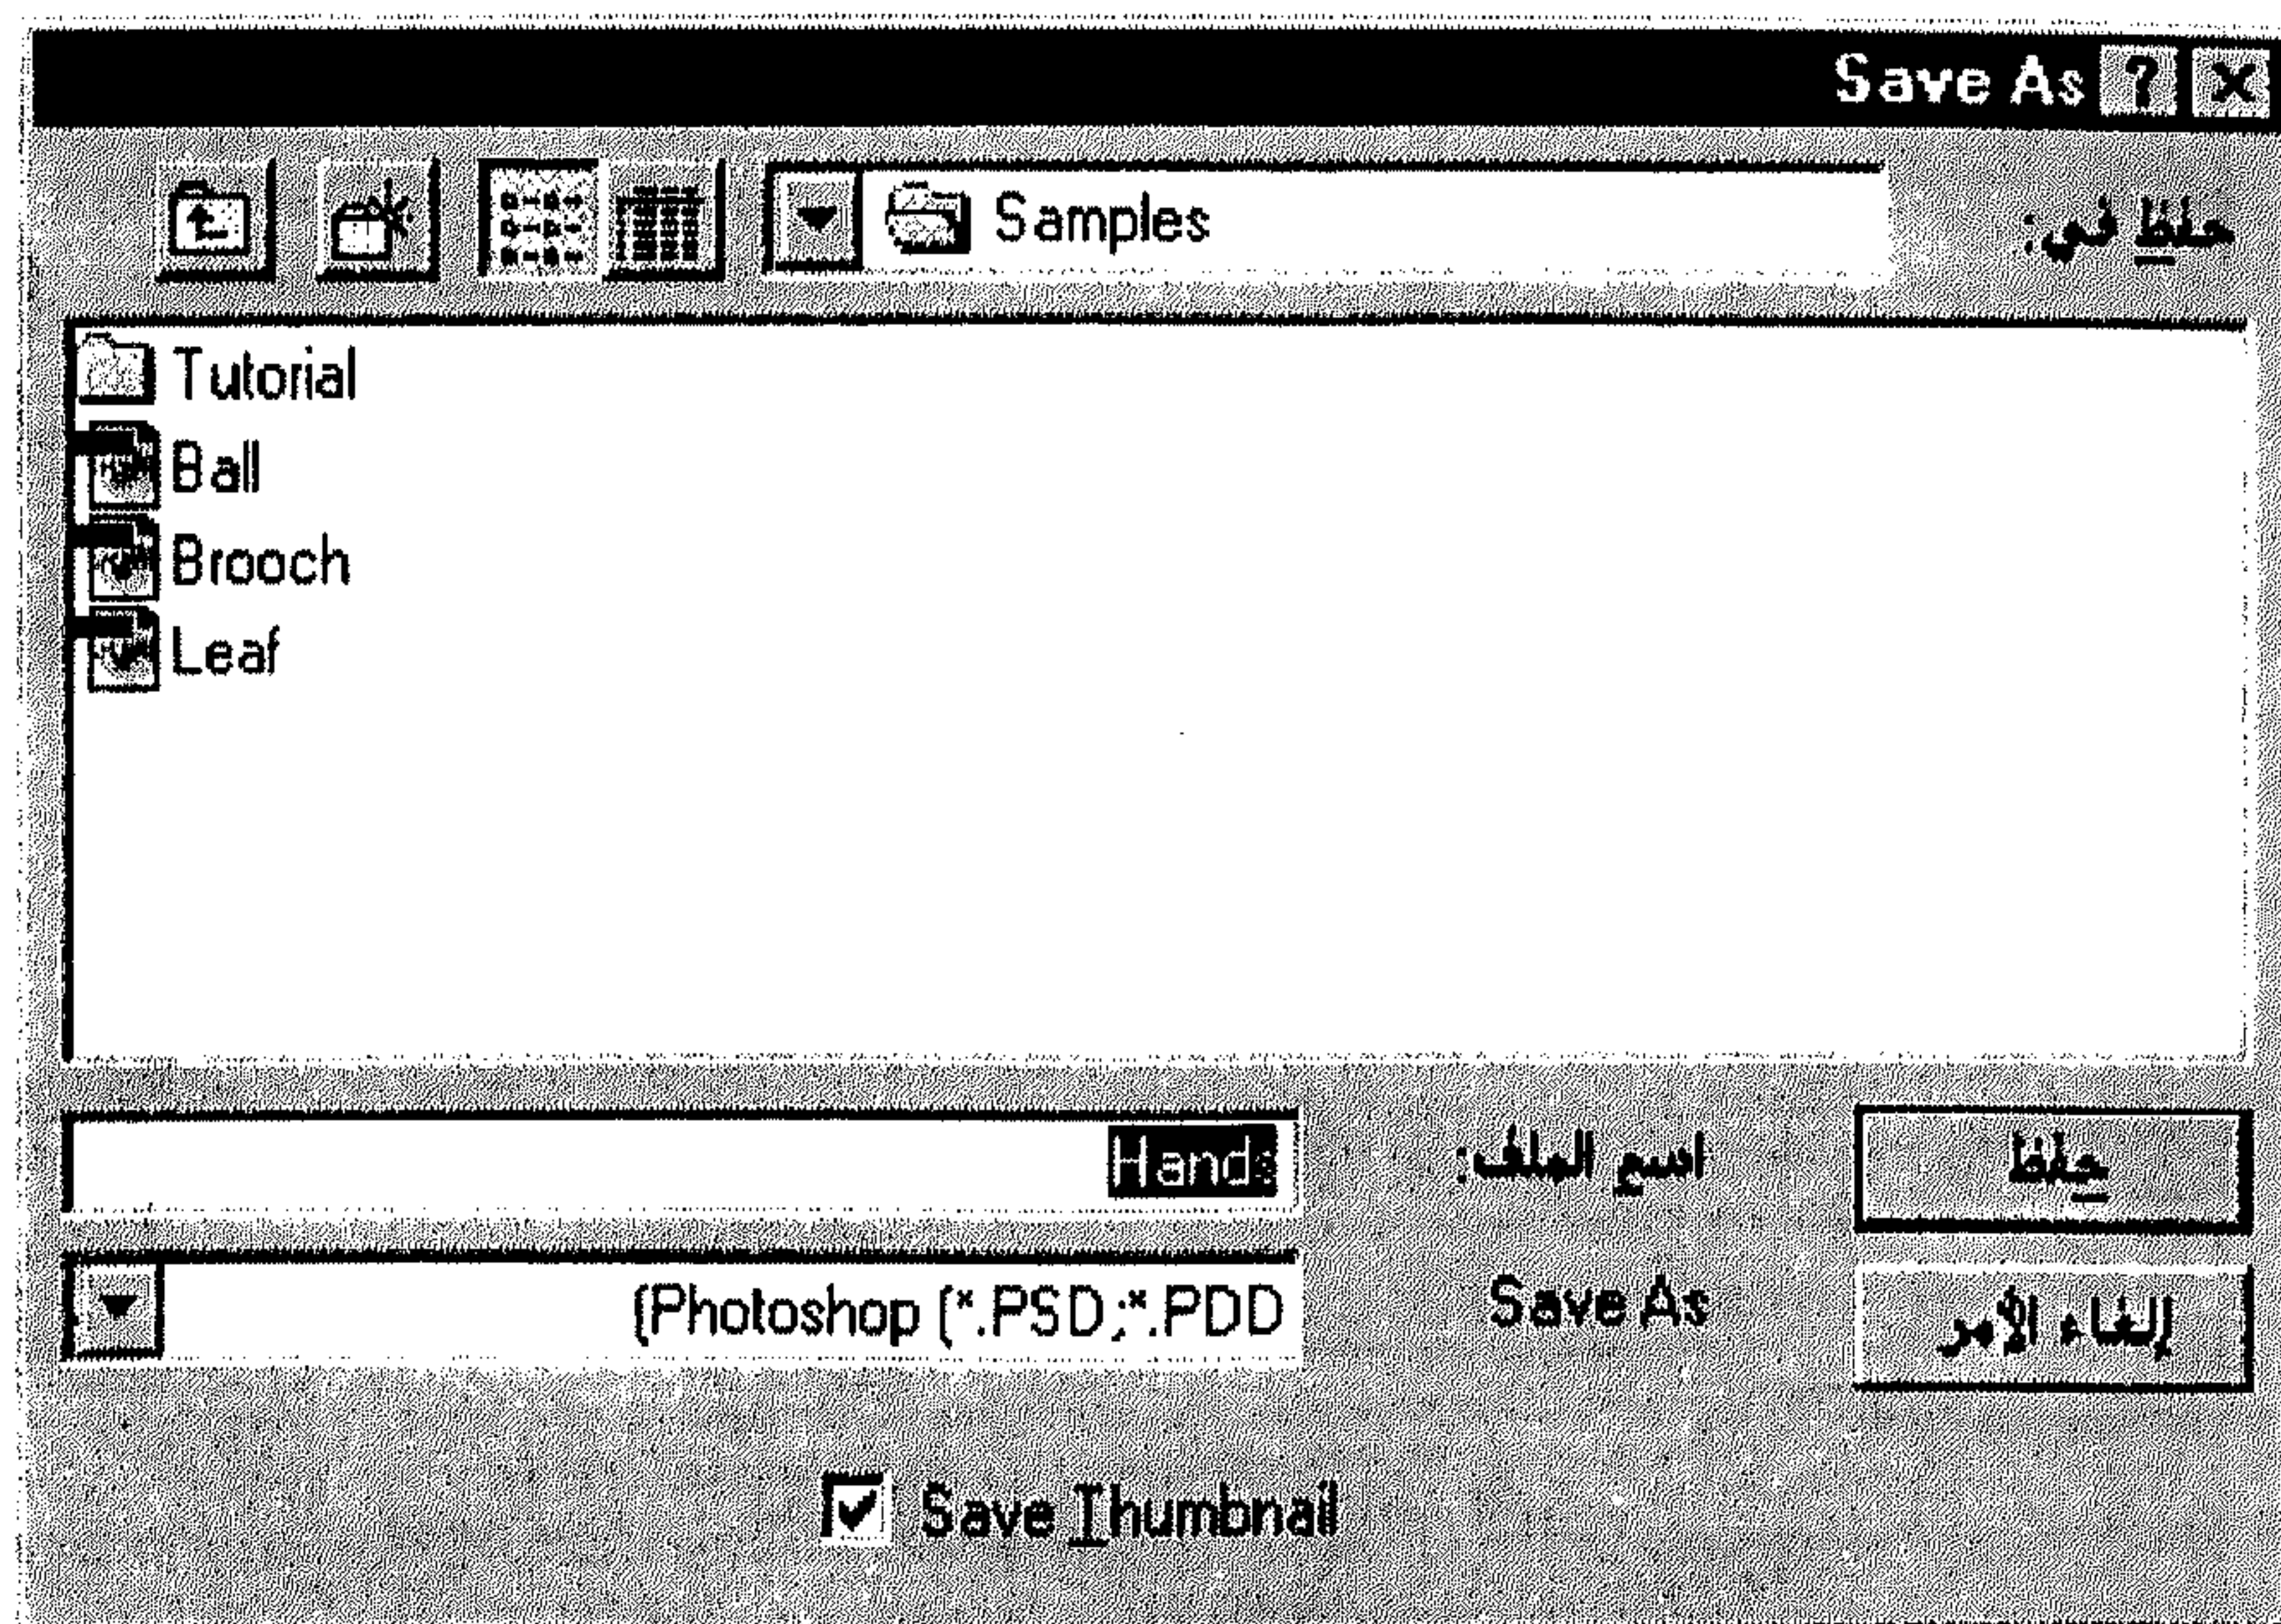 Save As
حفظ في: Samples
Tutorial
Ball
Brooch
Leaf
حفظ اسم الملف: Hands
إلغاء الأمر Save As (Photoshop (*.PSD;*.PDD
Save Thumbnail